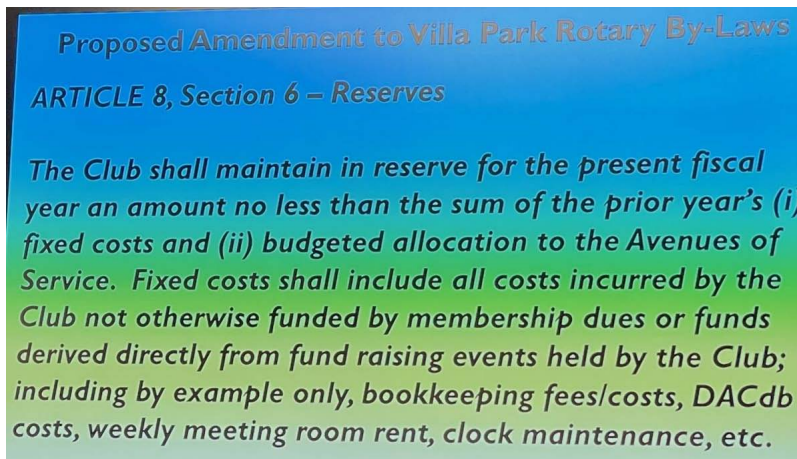 Proposed Amendment to Villa Park Rotary By-Laws
ARTICLE 8, Section 6 – Reserves
The Club shall maintain in reserve for the present fiscal
year an amount no less than the sum of the prior year's (i)
fixed costs and (ii) budgeted allocation to the Avenues of
Service. Fixed costs shall include all costs incurred by the
Club not otherwise funded by membership dues or funds
derived directly from fund raising events held by the Club;
including by example only, bookkeeping fees/costs, DACdb
costs, weekly meeting room rent, clock maintenance, etc.